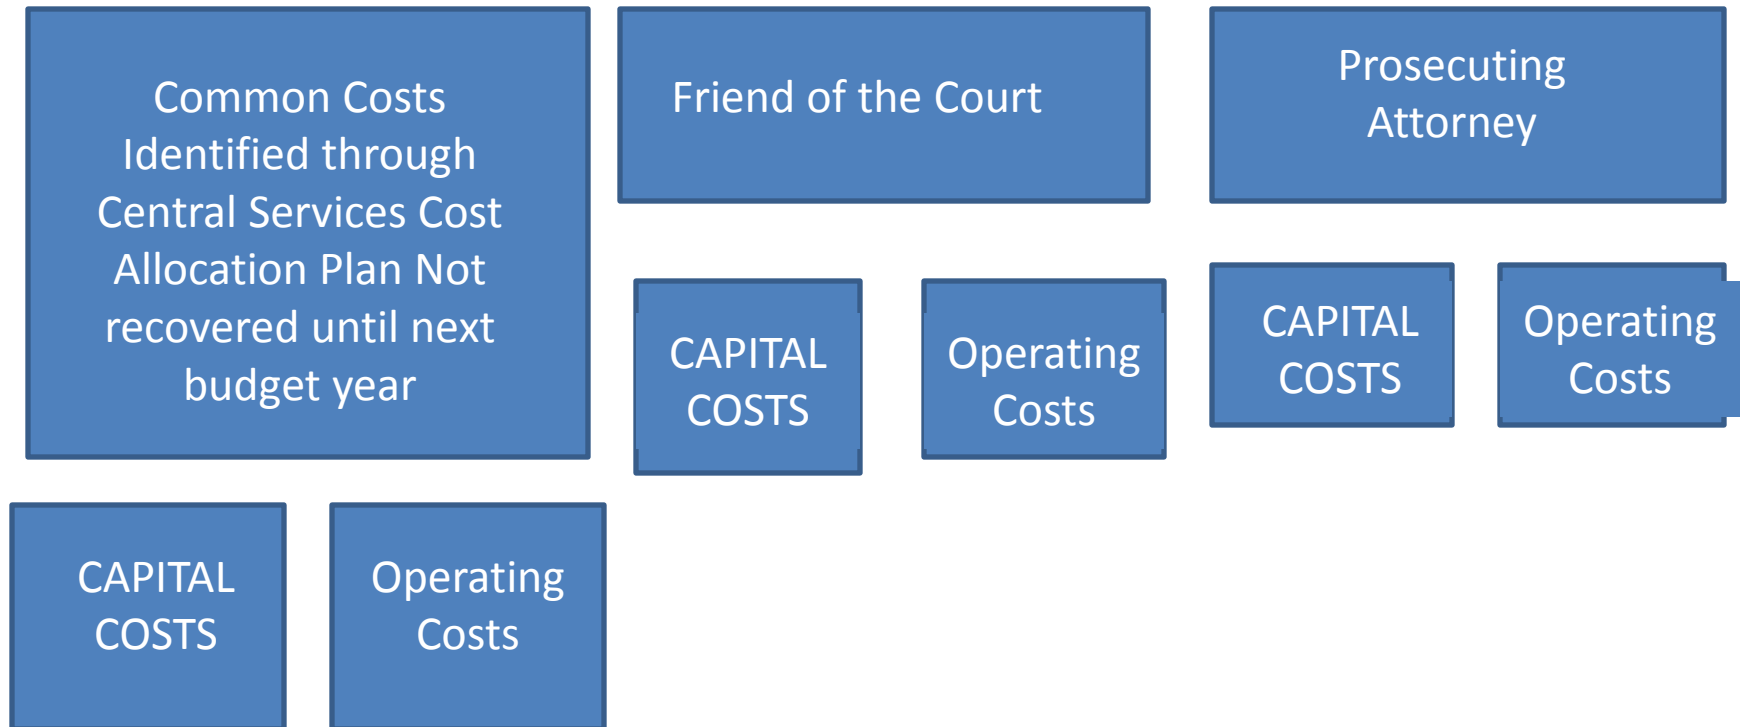 Common Costs
Identified through
Central Services Cost
Allocation Plan Not
recovered until next
budget year
Friend of the Court
Prosecuting
Attorney
CAPITAL
COSTS
Operating
Costs
CAPITAL
COSTS
Operating
Costs
CAPITAL
COSTS
Operating
Costs